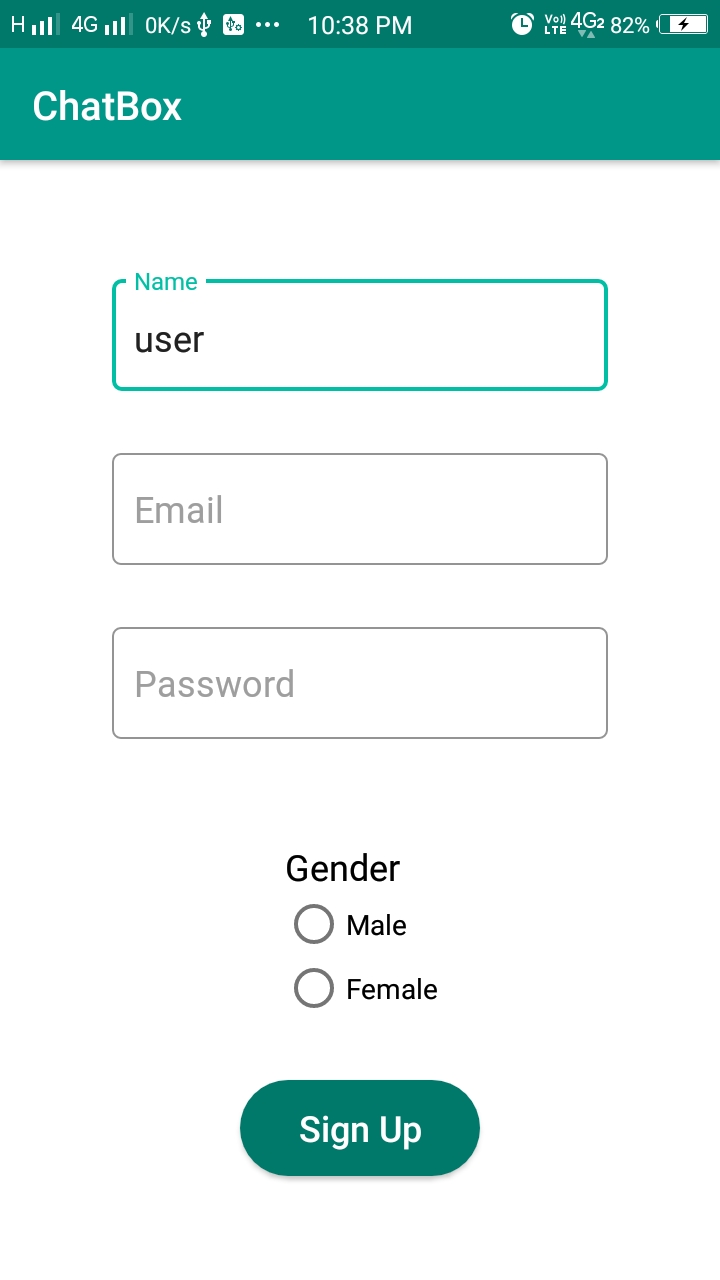 H 4G 0K/s ... 10:38 PM Vo)) LTE 4G2 82%
ChatBox
Name
user
Email
Password
Gender
Male
Female
Sign Up